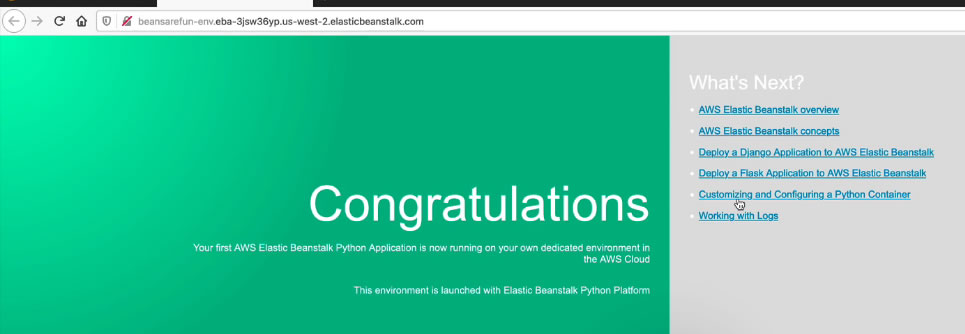 beansarefun-env.eba-3jsw36yp.us-west-2.elasticbeanstalk.com
Congratulations
Your first AWS Elastic Beanstalk Python Application is now running on your own dedicated environment in
the AWS Cloud
This environment is launched with Elastic Beanstalk Python Platform
What's Next?
AWS Elastic Beanstalk overview
AWS Elastic Beanstalk concepts
Deploy a Django Application to AWS Elastic Beanstalk
Deploy a Flask Application to AWS Elastic Beanstalk
Customizing and Configuring a Python Container
Working with Logs